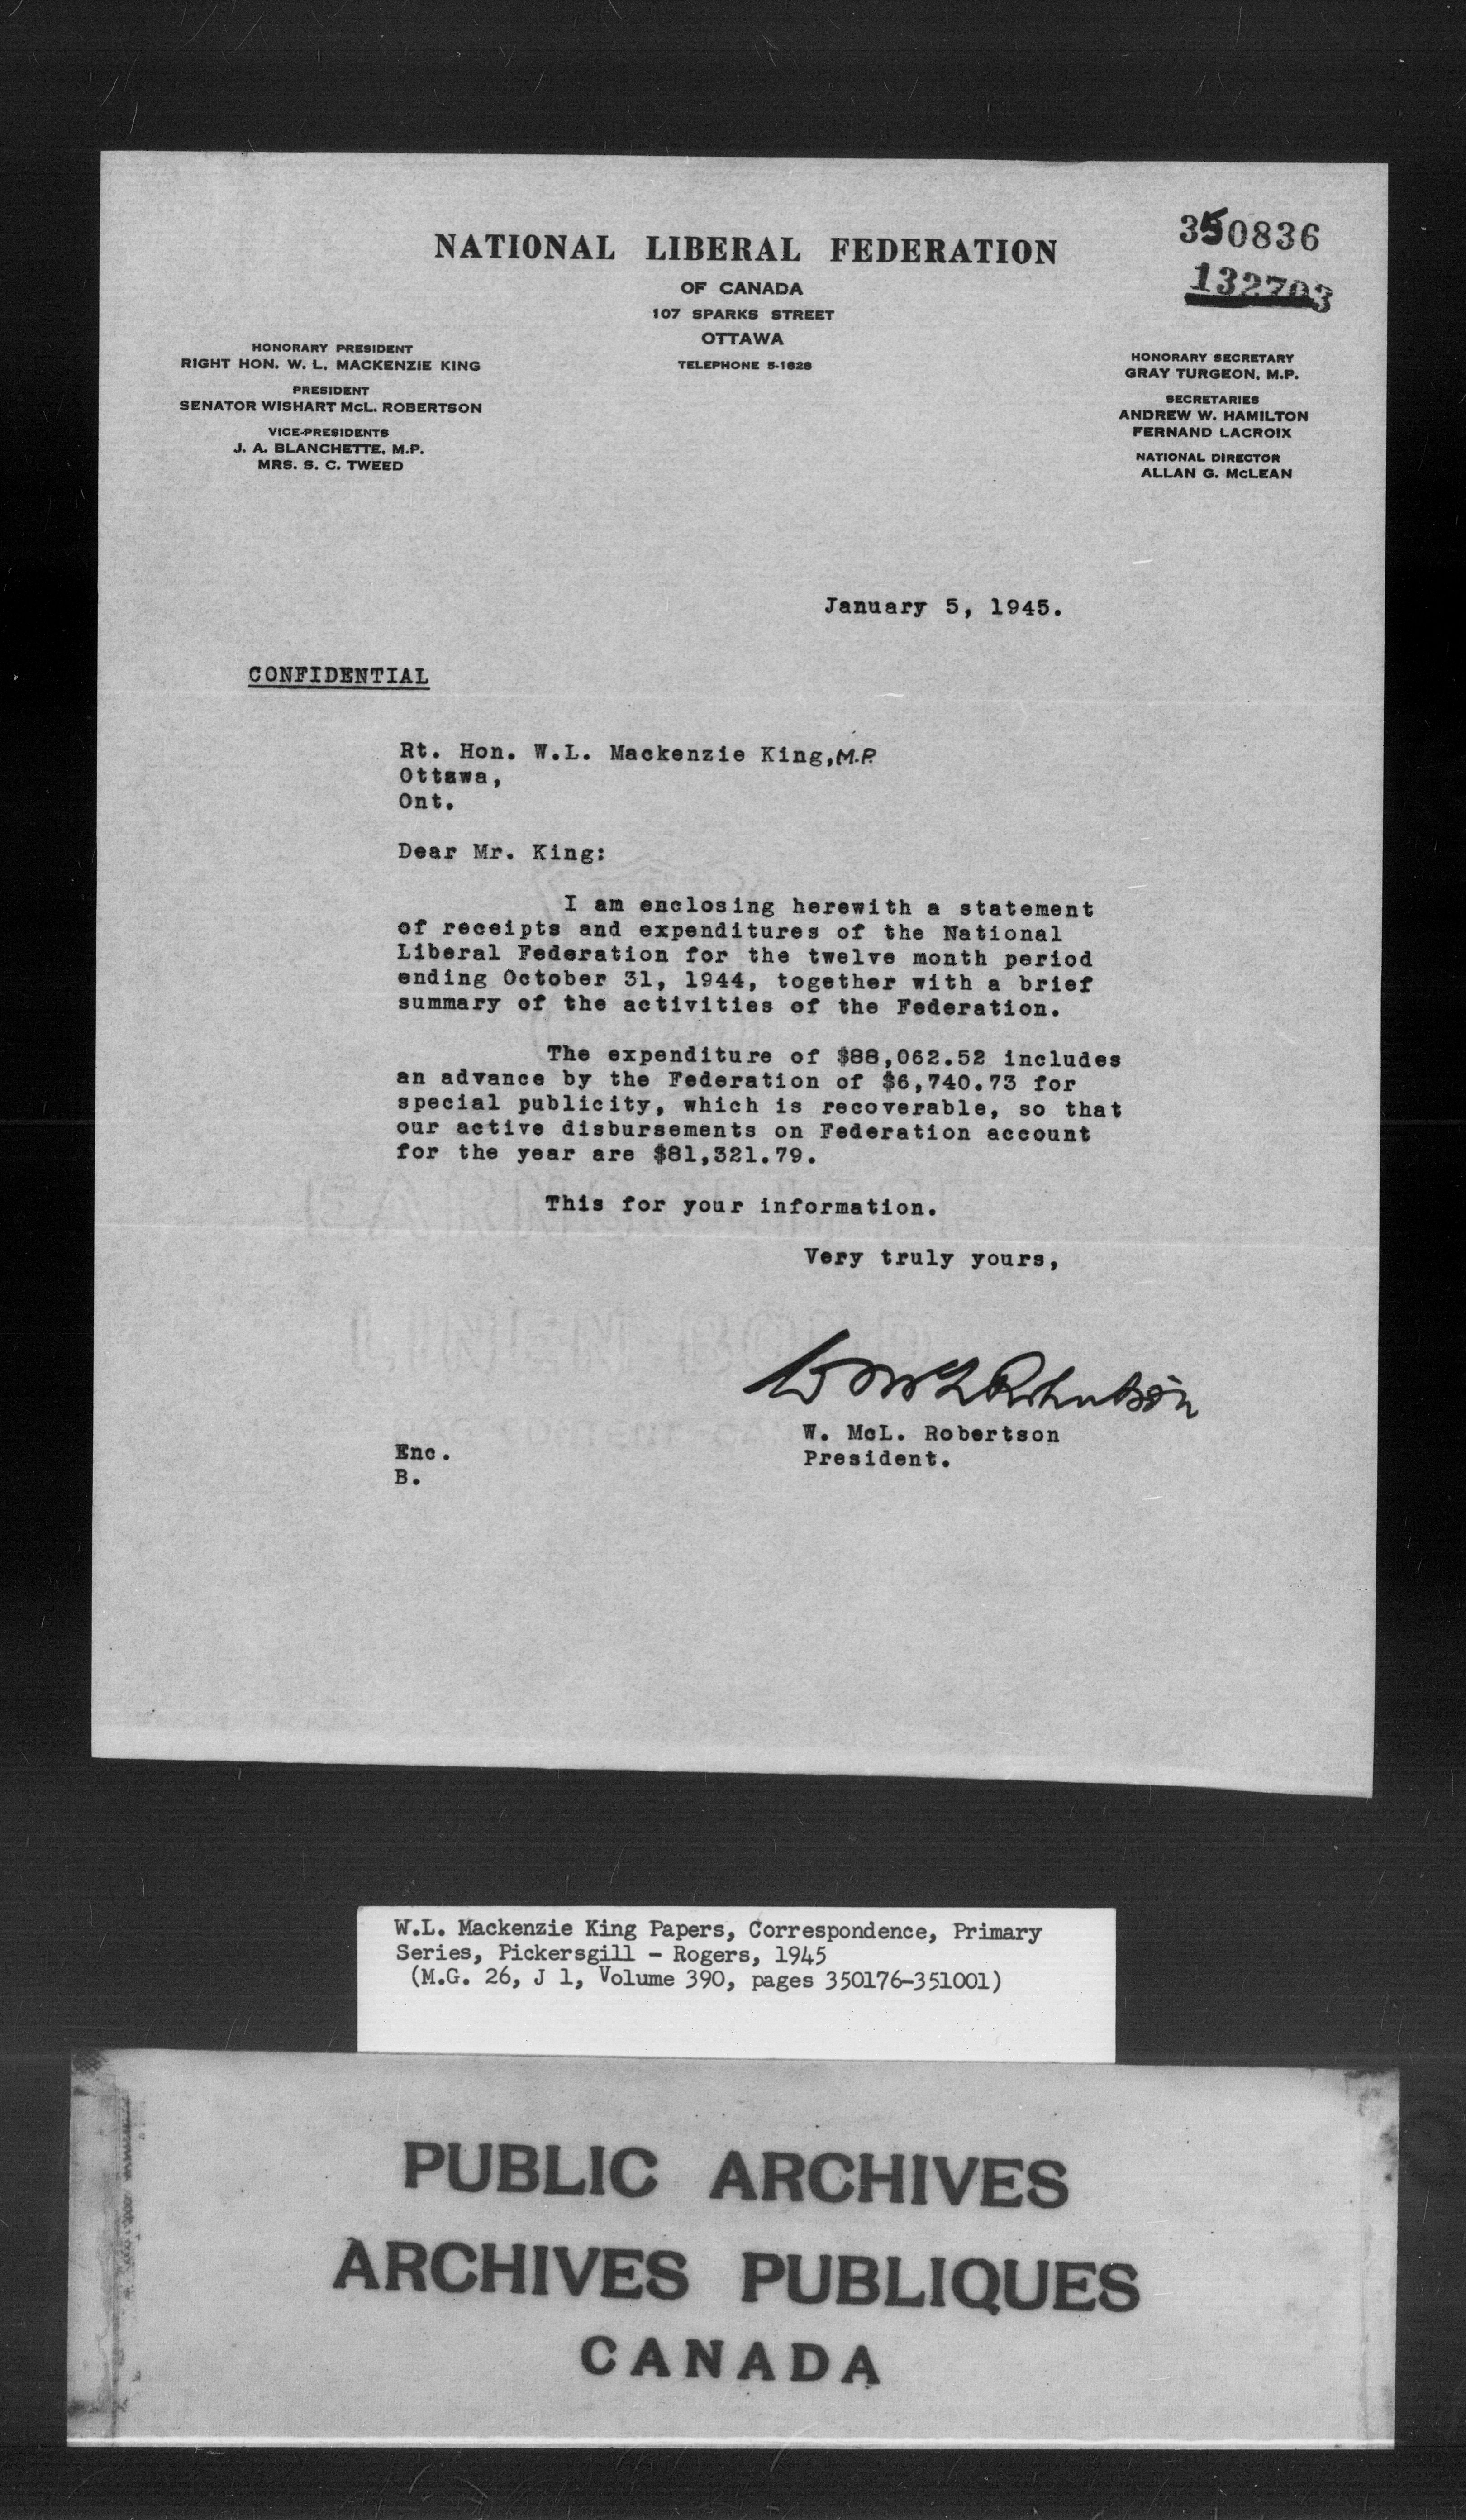 350836
132703
NATIONAL LIBERAL FEDERATION
OF CANADA
107 SPARKS STREET
OTTAWA
TELEPHONE 5-1828
HONORARY PRESIDENT
RIGHT HON. W. L. MACKENZIE KING
PRESIDENT
SENATOR WISHART McL. ROBERTSON
VICE-PRESIDENTS
J. A. BLANCHETTE, M.P.
MRS. S. C. TWEED
HONORARY SECRETARY
GRAY TURGEON, M.P.
SECRETARIES
ANDREW W. HAMILTON
FERNAND LACROIX
NATIONAL DIRECTOR
ALLAN G. McLEAN
January 5, 1945.
CONFIDENTIAL
Rt. Hon. W.L. Mackenzie King, M.P.
Ottawa,
Ont.
Dear Mr. King:
I am enclosing herewith a statement
of receipts and expenditures of the National
Liberal Federation for the twelve month period
ending October 31, 1944, together with a brief
summary of the activities of the Federation.
The expenditure of $88,062.52 includes
an advance by the Federation of $6,740.73 for
special publicity, which is recoverable, so that
our active disbursements on Federation account
for the year are $81,321.79.
This for your information.
Very truly yours,
W McL Robertson
W. McL. Robertson
President.
Enc.
B.
W.L. Mackenzie King Papers, Correspondence, Primary
Series, Pickersgill - Rogers, 1945
(M.G. 26, J 1, Volume 390, pages 350176-351001)
PUBLIC ARCHIVES
ARCHIVES PUBLIQUES
CANADA